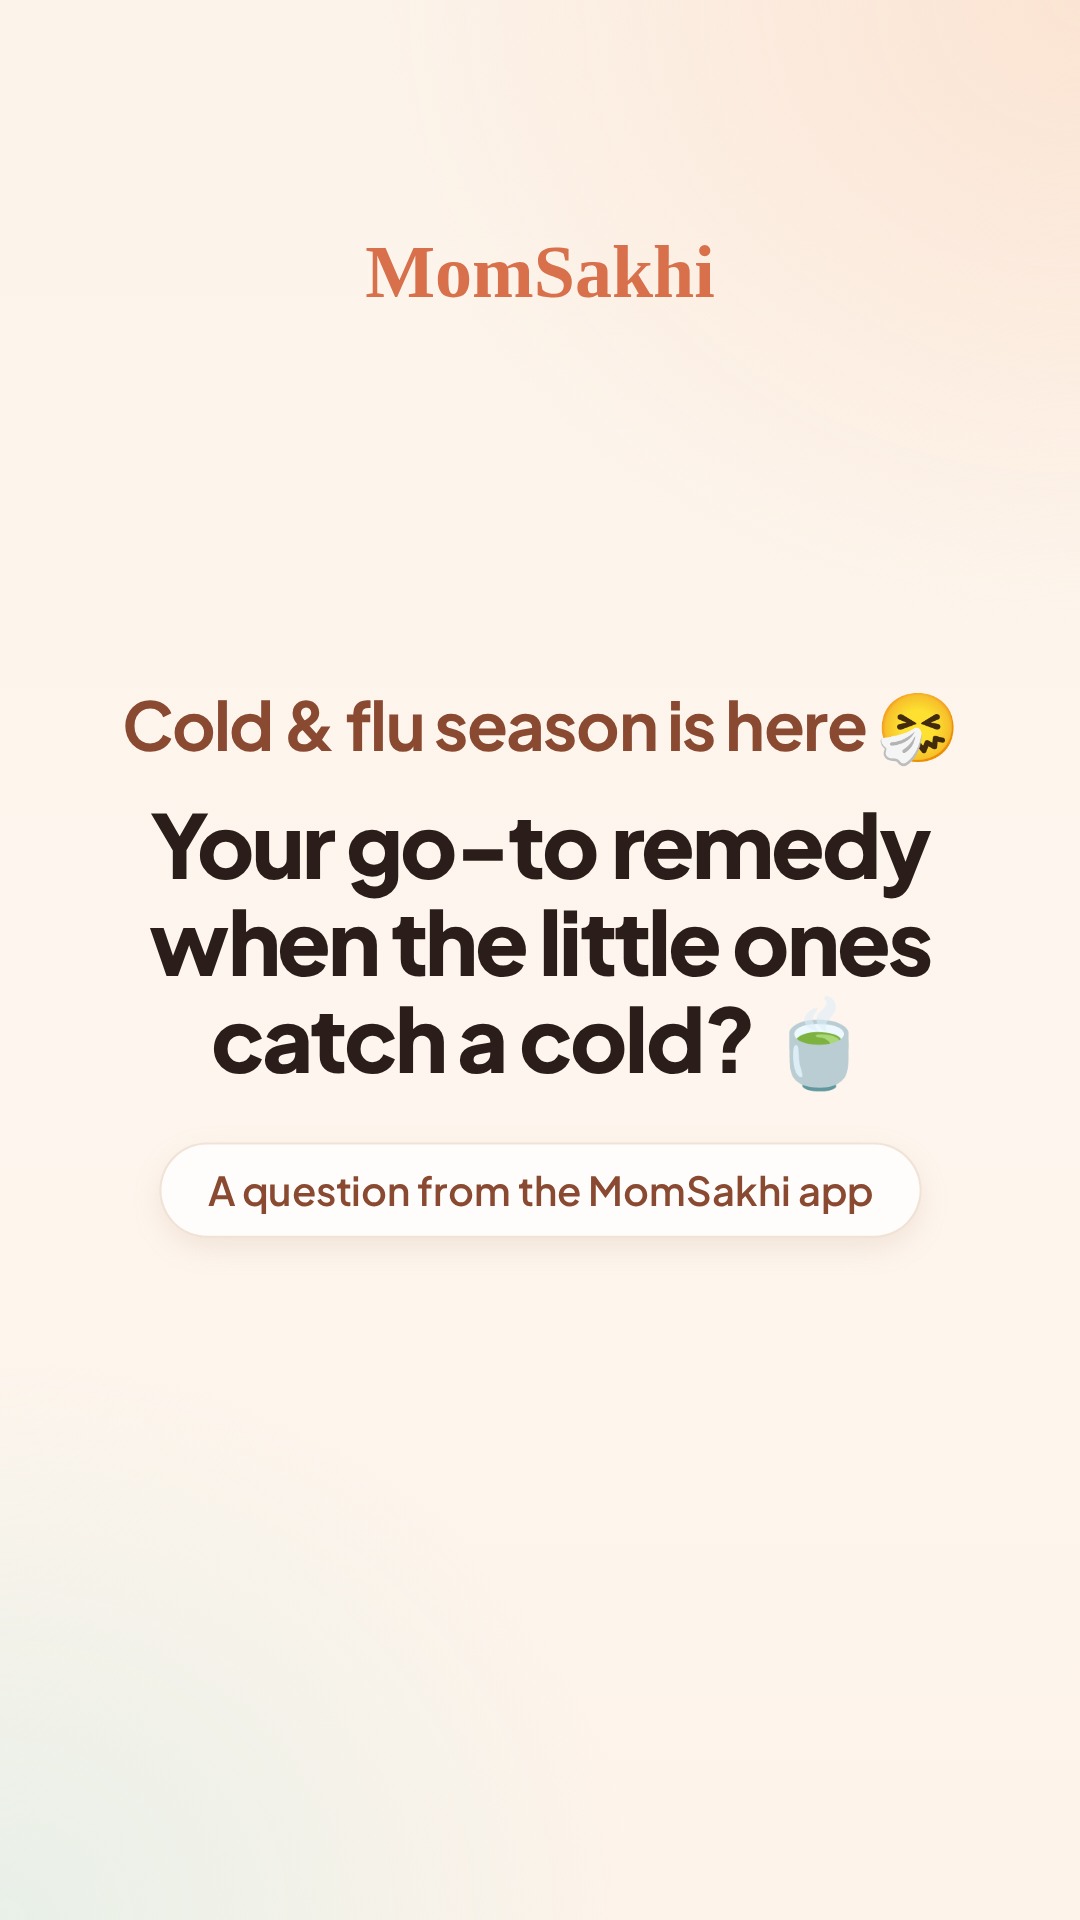 MomSakhi
Cold & flu season is here 🤧
Your go-to remedy
when the little ones
catch a cold? 🍵
A question from the MomSakhi app